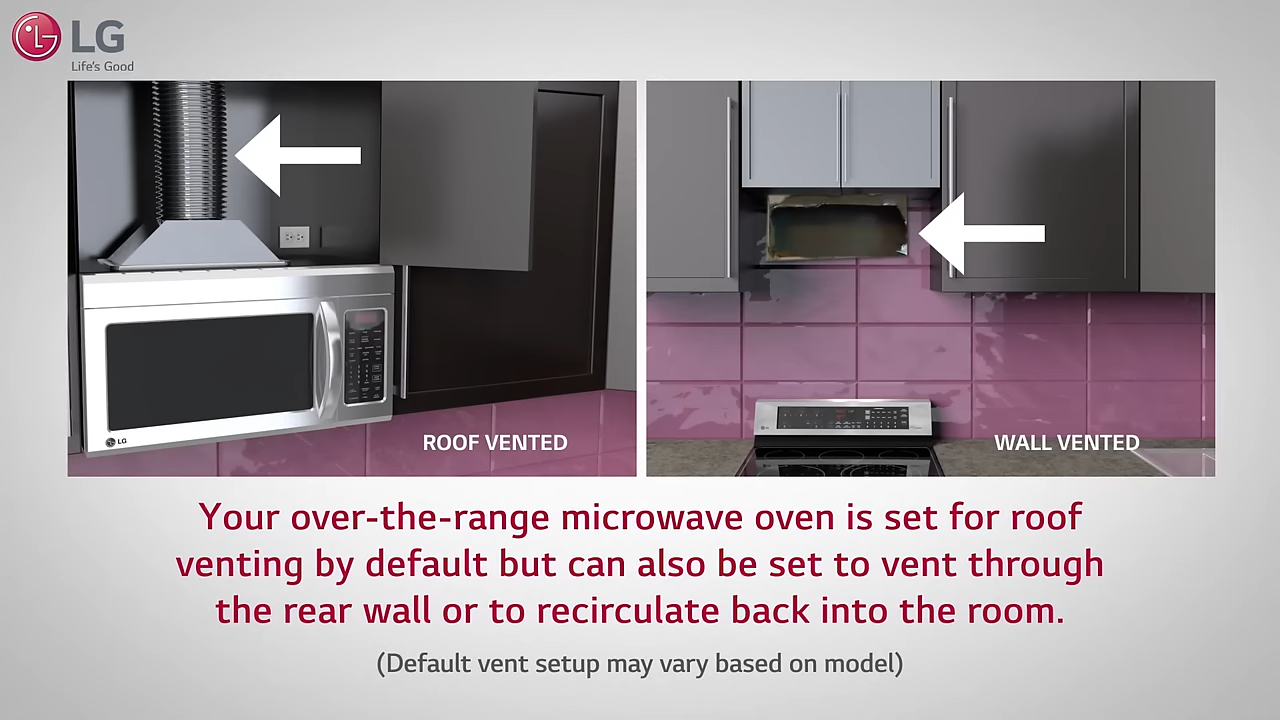 LG
Life's Good
LG
ROOF VENTED
WALL VENTED
Your over-the-range microwave oven is set for roof
venting by default but can also be set to vent through
the rear wall or to recirculate back into the room.
(Default vent setup may vary based on model)